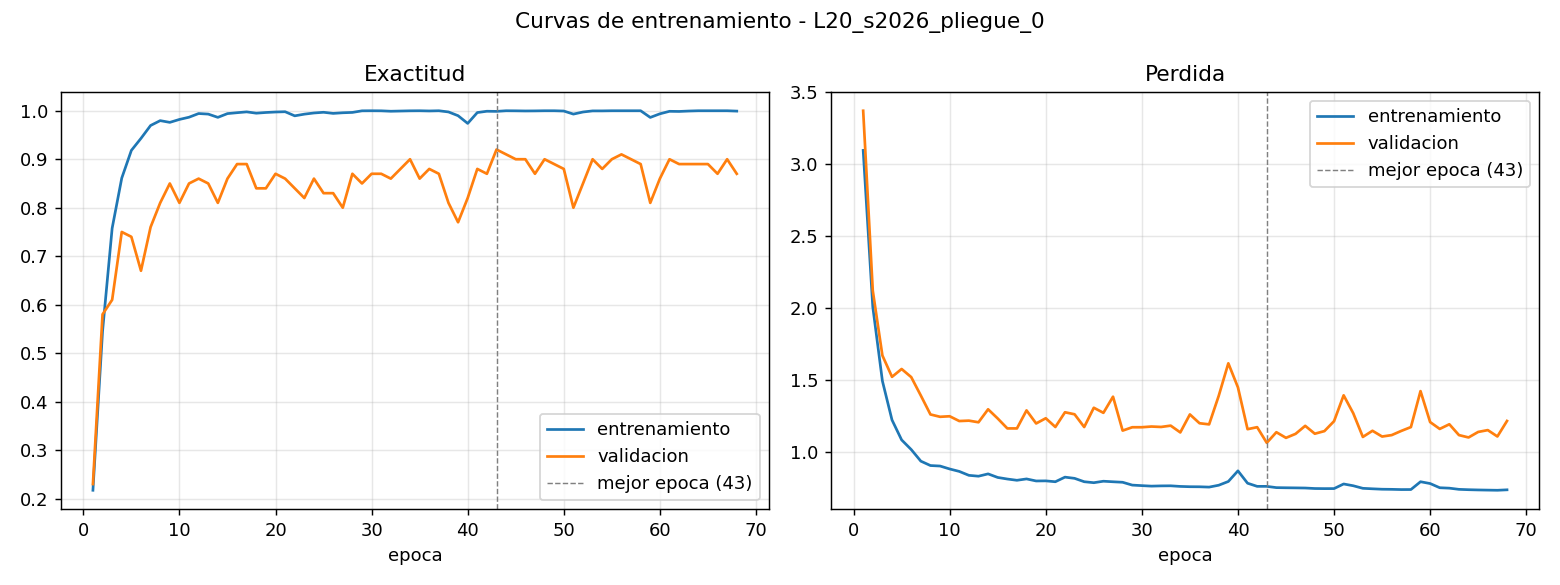 Curvas de entrenamiento - L20_s2026_pliegue_0
Exactitud
1.0
0.9
0.8
0.7
0.6
0.5
0.4
0.3
0.2
0 10 20 30 40 50 60 70
epoca
entrenamiento
validacion
mejor epoca (43)
Perdida
3.5
3.0
2.5
2.0
1.5
1.0
0 10 20 30 40 50 60 70
epoca
entrenamiento
validacion
mejor epoca (43)